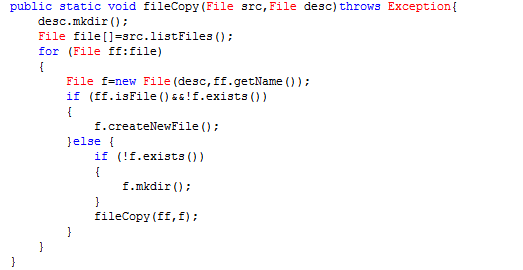 public static void fileCopy(File src,File desc)throws Exception{
    desc.mkdir();
    File file[]=src.listFiles();
    for (File ff:file)
    {
        File f=new File(desc,ff.getName());
        if (ff.isFile()&&!f.exists())
        {
            f.createNewFile();
        }else {
            if (!f.exists())
            {
                f.mkdir();
            }
            fileCopy(ff,f);
        }
    }
}